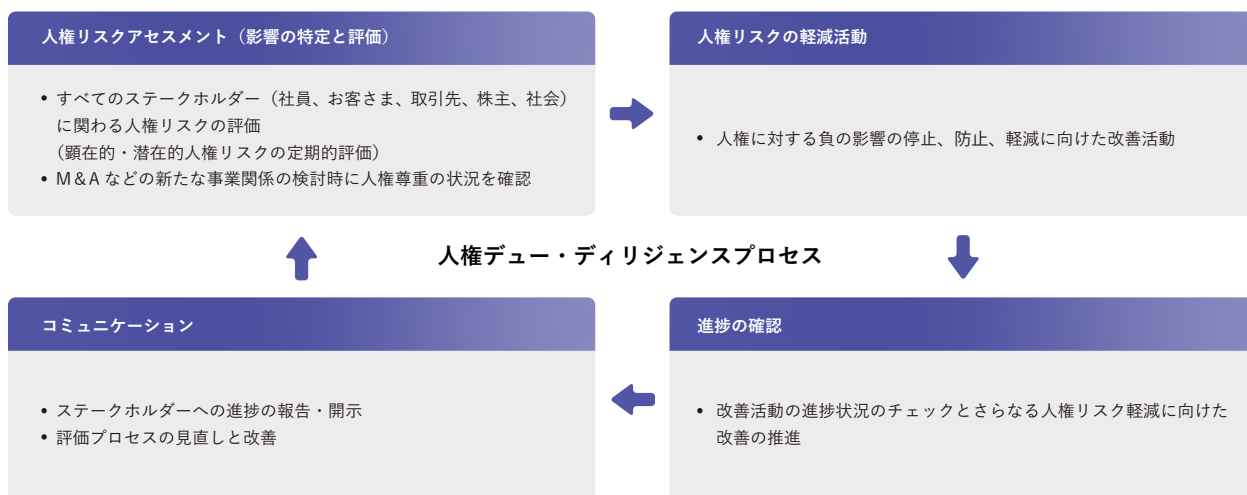 人権リスクアセスメント（影響の特定と評価）
• すべてのステークホルダー（社員、お客さま、取引先、株主、社会）
に関わる人権リスクの評価
（顕在的・潜在的人権リスクの定期的評価）
• M&Aなどの新たな事業関係の検討時に人権尊重の状況を確認
人権リスクの軽減活動
• 人権に対する負の影響の停止、防止、軽減に向けた改善活動
人権デュー・ディリジェンスプロセス
進捗の確認
• 改善活動の進捗状況のチェックとさらなる人権リスク軽減に向けた
改善の推進
コミュニケーション
• ステークホルダーへの進捗の報告・開示
• 評価プロセスの見直しと改善